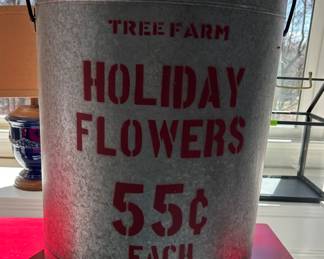 TREE FARM
HOLIDAY
FLOWERS
55¢
EACH